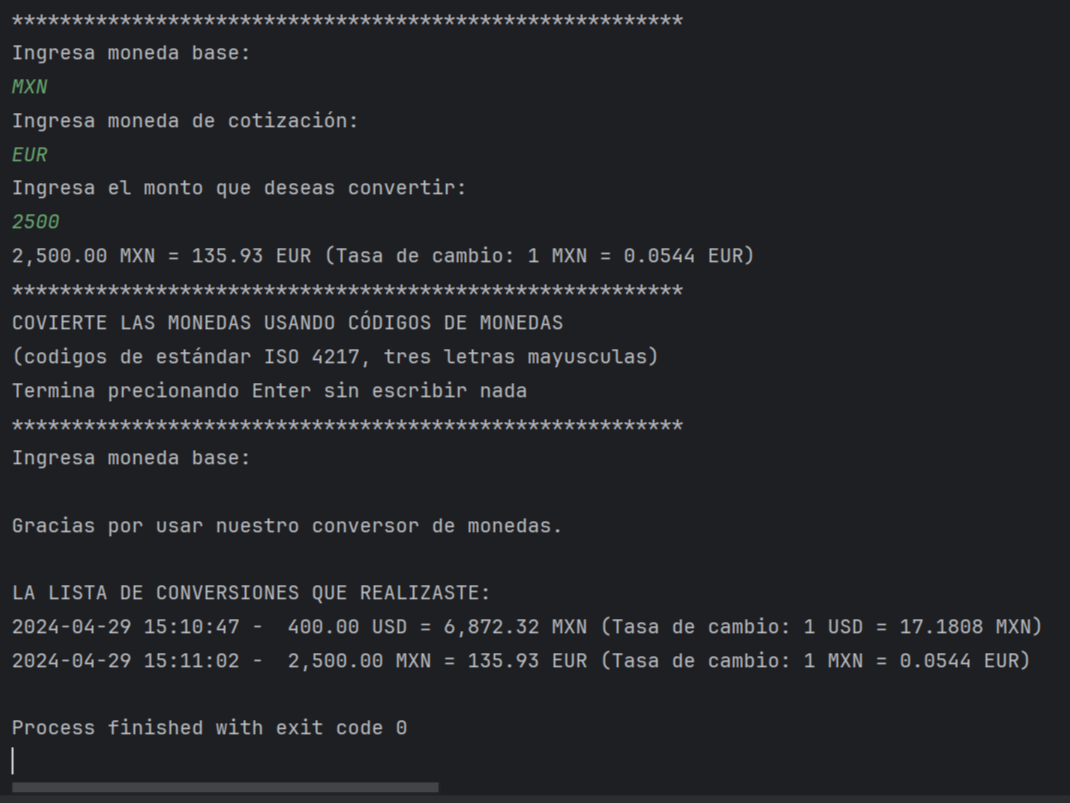 ********************************************************
Ingresa moneda base:
MXN
Ingresa moneda de cotización:
EUR
Ingresa el monto que deseas convertir:
2500
2,500.00 MXN = 135.93 EUR (Tasa de cambio: 1 MXN = 0.0544 EUR)
********************************************************
COVIERTE LAS MONEDAS USANDO CÓDIGOS DE MONEDAS
(codigos de estándar ISO 4217, tres letras mayusculas)
Termina precionando Enter sin escribir nada
********************************************************
Ingresa moneda base:
Gracias por usar nuestro conversor de monedas.
LA LISTA DE CONVERSIONES QUE REALIZASTE:
2024-04-29 15:10:47 -  400.00 USD = 6,872.32 MXN (Tasa de cambio: 1 USD = 17.1808 MXN)
2024-04-29 15:11:02 -  2,500.00 MXN = 135.93 EUR (Tasa de cambio: 1 MXN = 0.0544 EUR)
Process finished with exit code 0